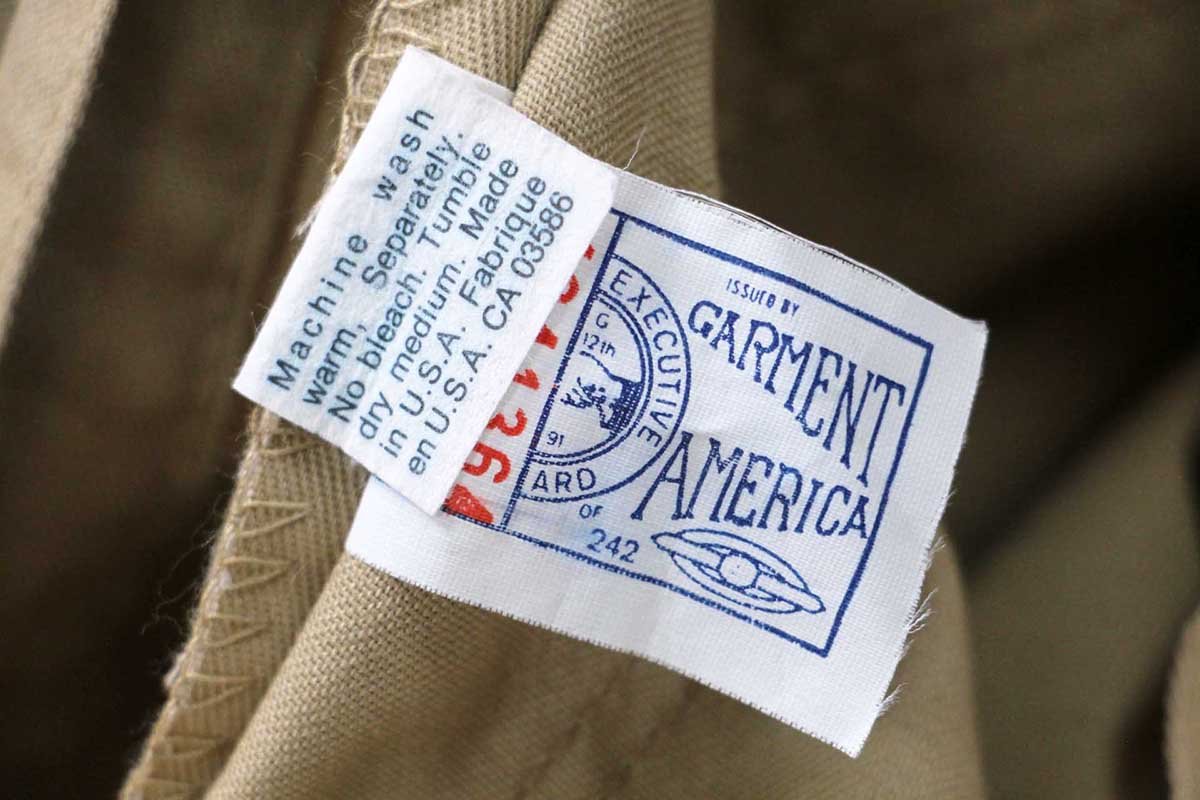 Machine wash
warm, Separately.
No bleach. Tumble
dry medium. Made
in U.S.A. Fabrique
en U.S.A. CA 03586
ISSUED BY
GARMENT
AMERICA
EXECUTIVE
G
12th
91
ARD
OF
242